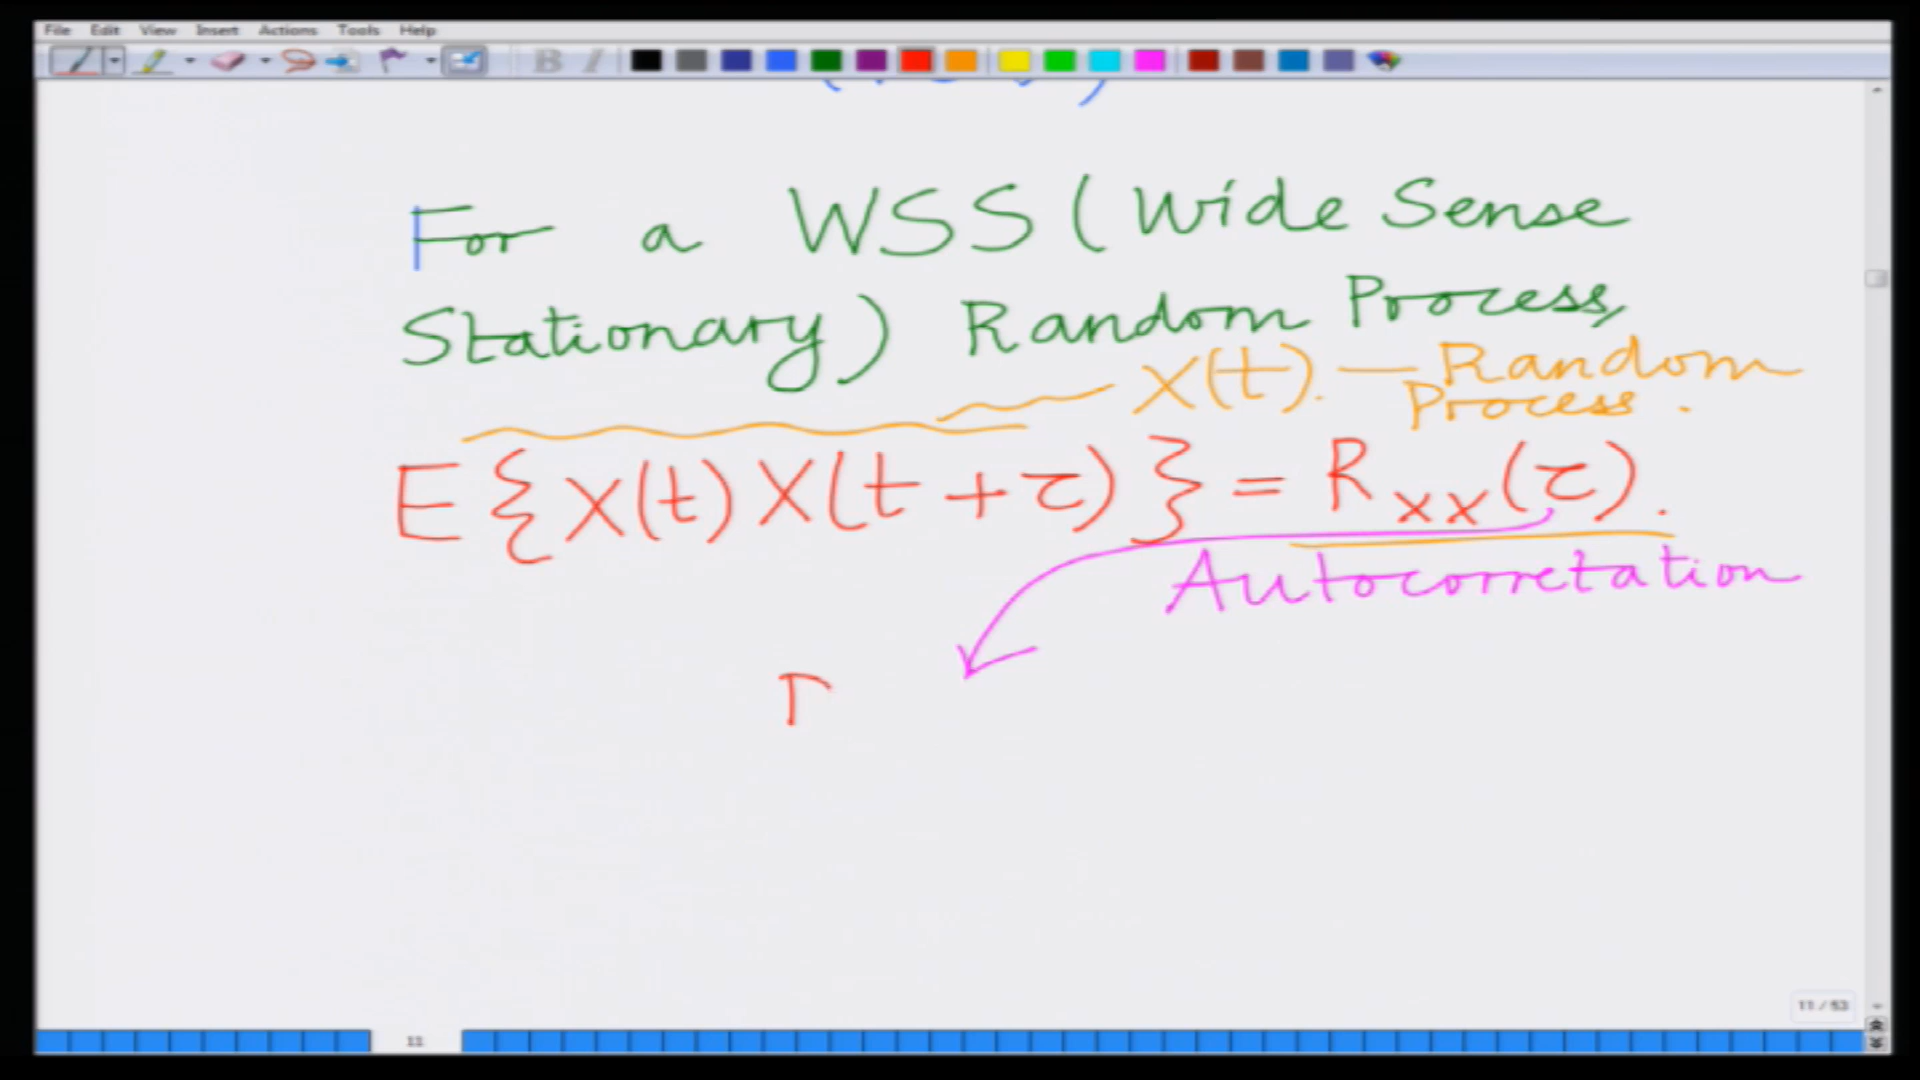 File Edit View Insert Actions Tools Help
B I
For a WSS (Wide Sense
Stationary) Random Process,
X(t). — Random
Process.
E{X(t)X(t+τ)} = R_XX(τ).
Autocorretation
11 / 53
11